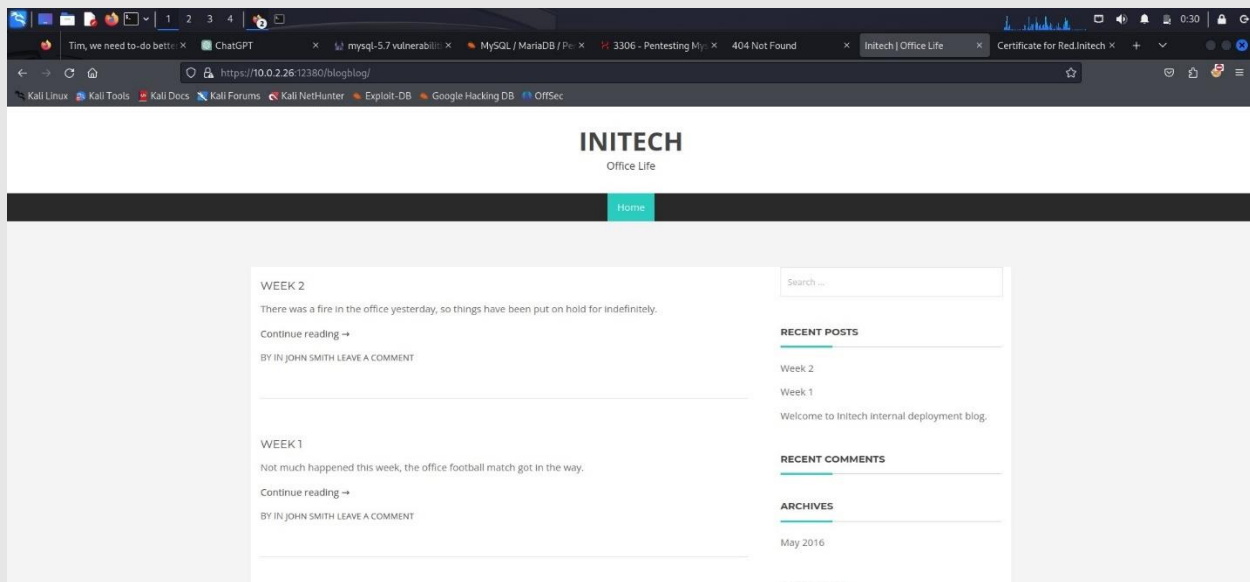 1 2 3 4
0:30
Tim, we need to-do bette
ChatGPT
mysql-5.7 vulnerabiliti
MySQL / MariaDB / Pe
3306 - Pentesting My
404 Not Found
Initech | Office Life
Certificate for Red.Initech
https://10.0.2.26:12380/blogblog/
Kali Linux
Kali Tools
Kali Docs
Kali Forums
Kali NetHunter
Exploit-DB
Google Hacking DB
OffSec
INITECH
Office Life
Home
WEEK 2
There was a fire in the office yesterday, so things have been put on hold for indefinitely.
Continue reading →
BY IN JOHN SMITH LEAVE A COMMENT
WEEK 1
Not much happened this week, the office football match got in the way.
Continue reading →
BY IN JOHN SMITH LEAVE A COMMENT
Search ...
RECENT POSTS
Week 2
Week 1
Welcome to Initech Internal deployment blog.
RECENT COMMENTS
ARCHIVES
May 2016